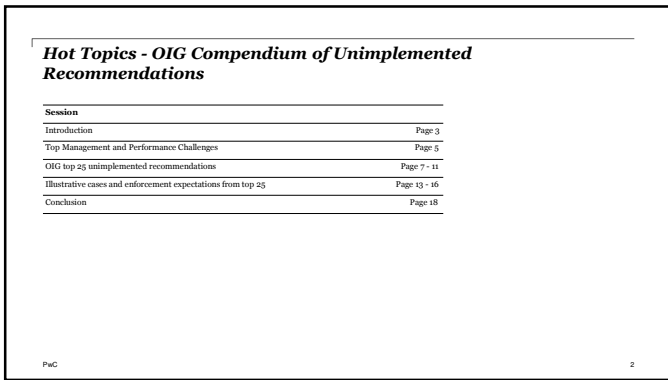 Hot Topics - OIG Compendium of Unimplemented
Recommendations
Session
Introduction Page 3
Top Management and Performance Challenges Page 5
OIG top 25 unimplemented recommendations Page 7 - 11
Illustrative cases and enforcement expectations from top 25 Page 13 - 16
Conclusion Page 18
PwC 2